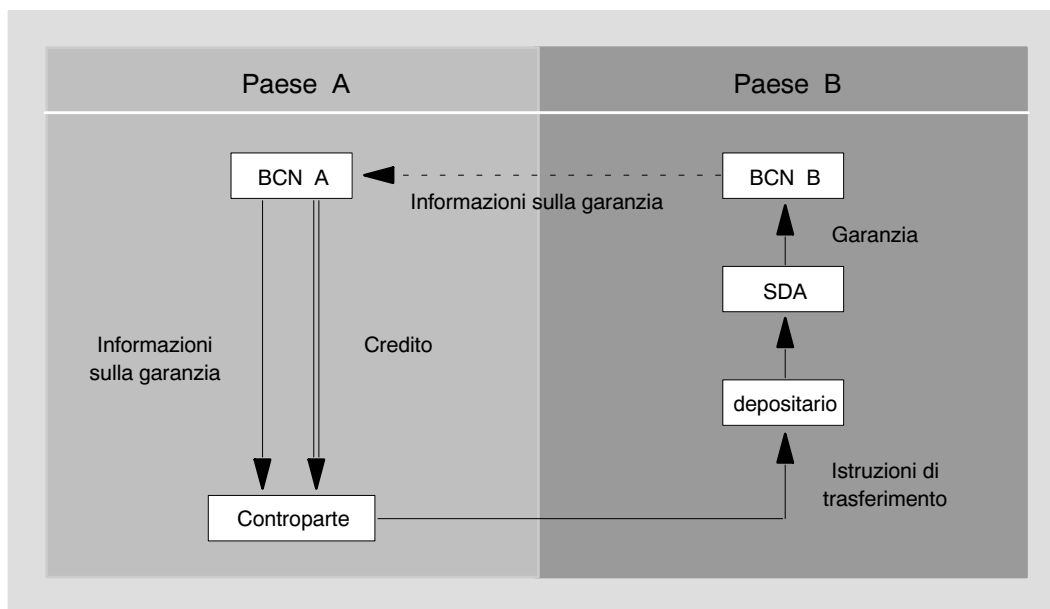 Paese A
Paese B
BCN A
BCN B
Informazioni sulla garanzia
Garanzia
SDA
Informazioni
sulla garanzia
Credito
depositario
Istruzioni di
trasferimento
Controparte